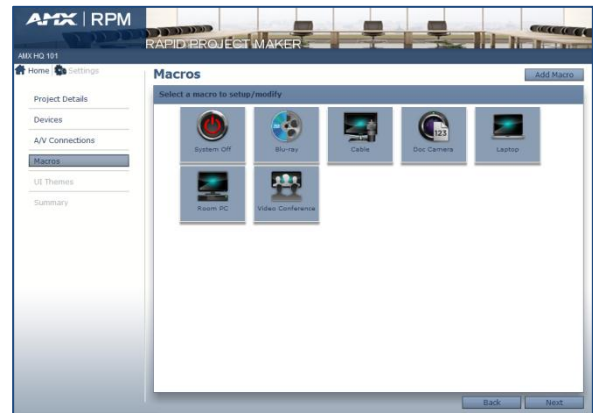 AMX | RPM
RAPID PROJECT MAKER
AMX HQ 101
Home | Settings
Macros
Add Macro
Project Details
Devices
A/V Connections
Macros
UI Themes
Summary
Select a macro to setup/modify
System Off
Blu-ray
Cable
123
Doc Camera
Laptop
Room PC
Video Conference
Back
Next